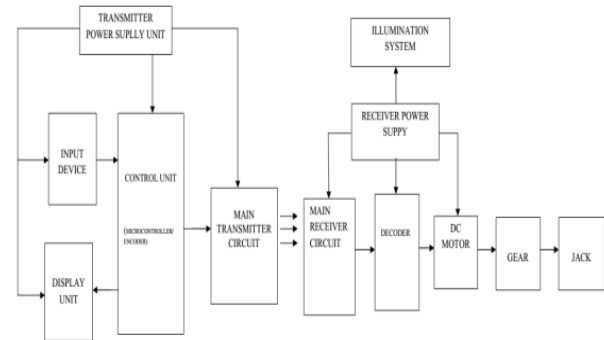 TRANSMITTER
POWER SUPLLY UNIT
ILLUMINATION
SYSTEM
RECEIVER POWER
SUPPY
INPUT
DEVICE
CONTROL UNIT
(MICROCONTROLLER/
ENCODER)
MAIN
TRANSMITTER
CIRCUIT
MAIN
RECEIVER
CIRCUIT
DECODER
DC
MOTOR
GEAR
JACK
DISPLAY
UNIT